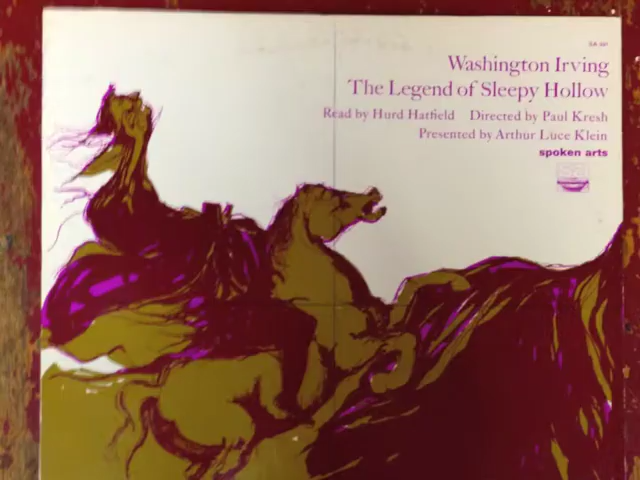 Washington Irving
The Legend of Sleepy Hollow
Read by Hurd Hatfield Directed by Paul Kresh
Presented by Arthur Luce Klein
spoken arts